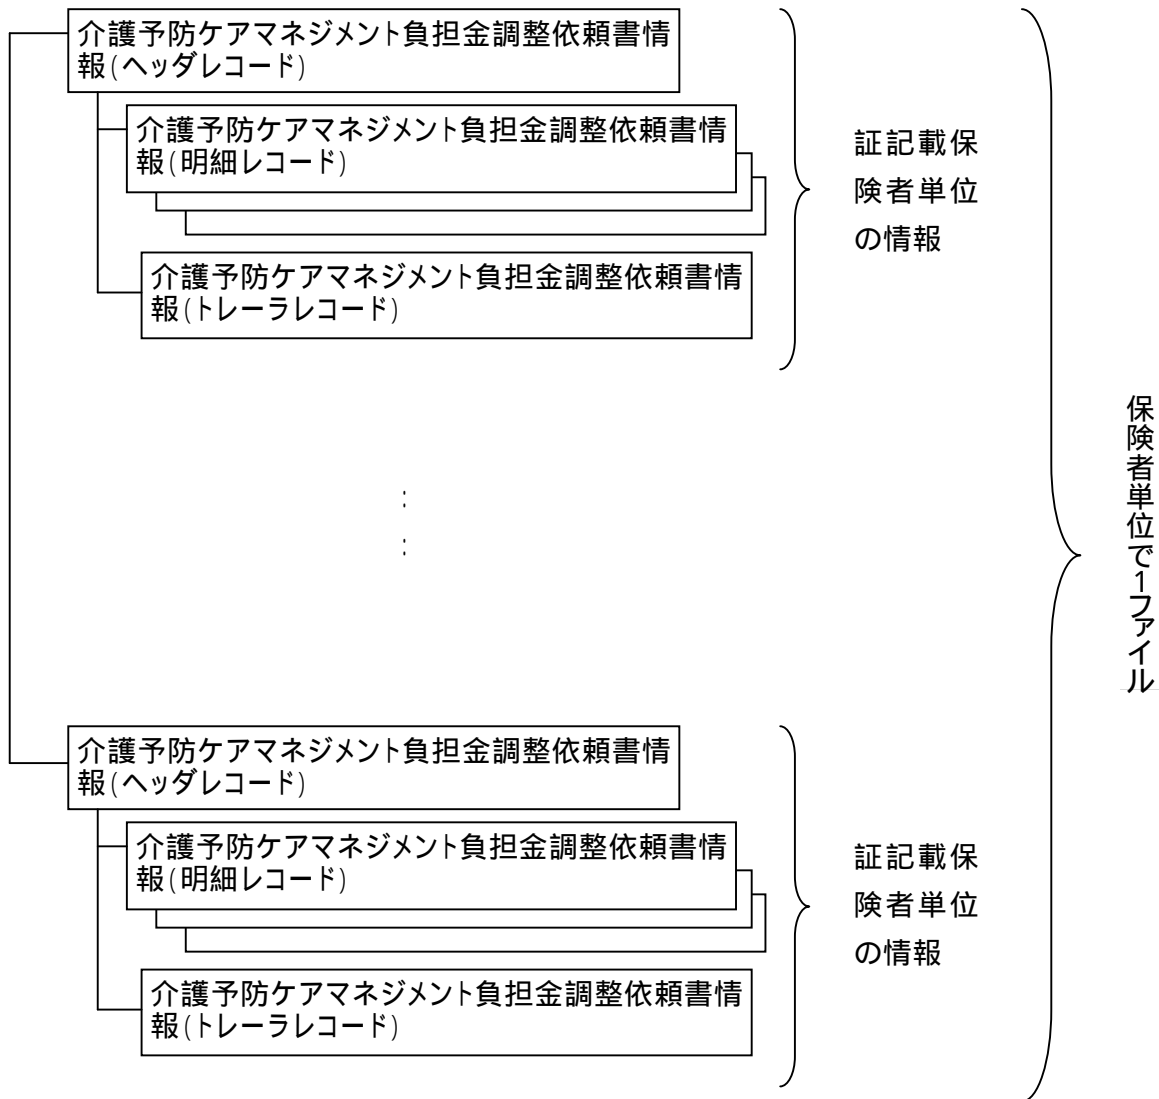 介護予防ケアマネジメント負担金調整依頼書情
報(ヘッダレコード)
介護予防ケアマネジメント負担金調整依頼書情
報(明細レコード)
介護予防ケアマネジメント負担金調整依頼書情
報(トレーラレコード)
証記載保
険者単位
の情報
保険者単位で1ファイル
介護予防ケアマネジメント負担金調整依頼書情
報(ヘッダレコード)
介護予防ケアマネジメント負担金調整依頼書情
報(明細レコード)
介護予防ケアマネジメント負担金調整依頼書情
報(トレーラレコード)
証記載保
険者単位
の情報